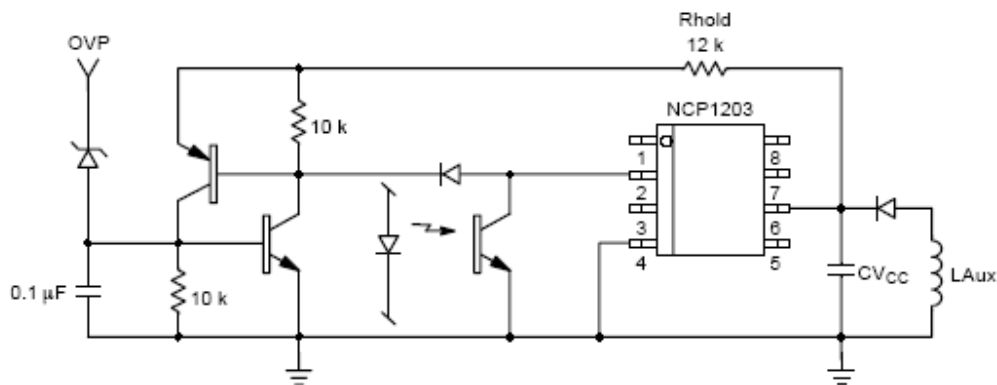 Rhold
12 k
OVP
NCP1203
10 k
1
8
2
7
3
6
4
5
0.1 µF
10 k
CVCC
LAux